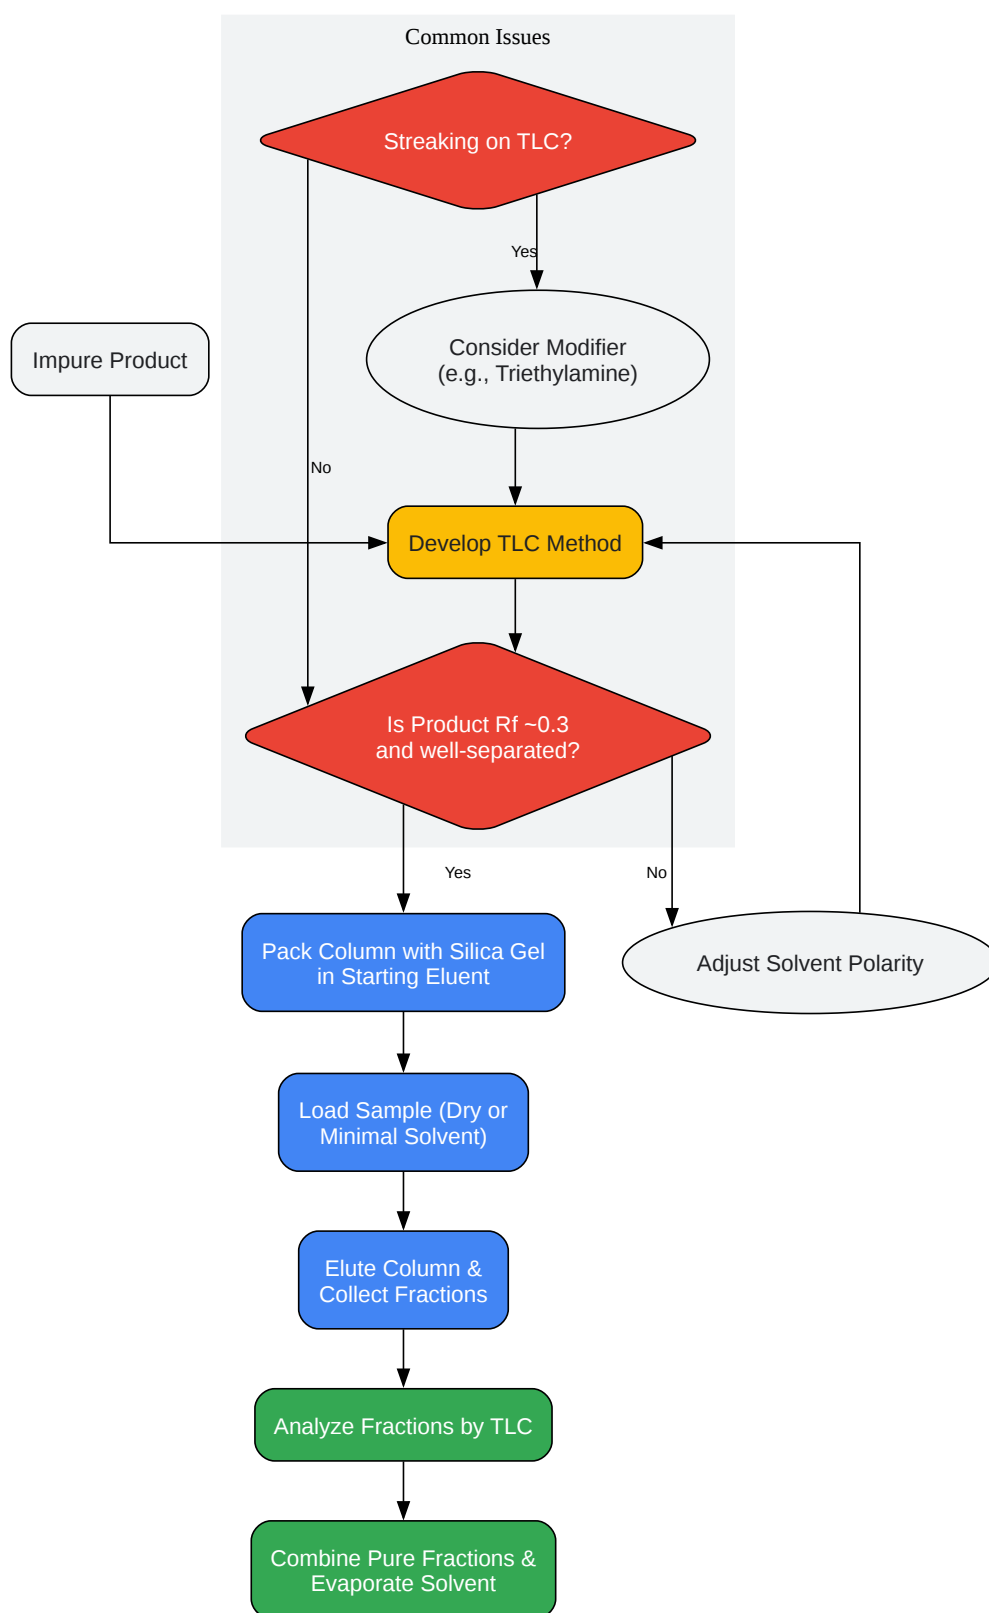 Common Issues
Streaking on TLC?
Yes
Consider Modifier
(e.g., Triethylamine)
Impure Product
No
Develop TLC Method
Is Product Rf ~0.3
and well-separated?
Yes
No
Pack Column with Silica Gel
in Starting Eluent
Adjust Solvent Polarity
Load Sample (Dry or
Minimal Solvent)
Elute Column &
Collect Fractions
Analyze Fractions by TLC
Combine Pure Fractions &
Evaporate Solvent